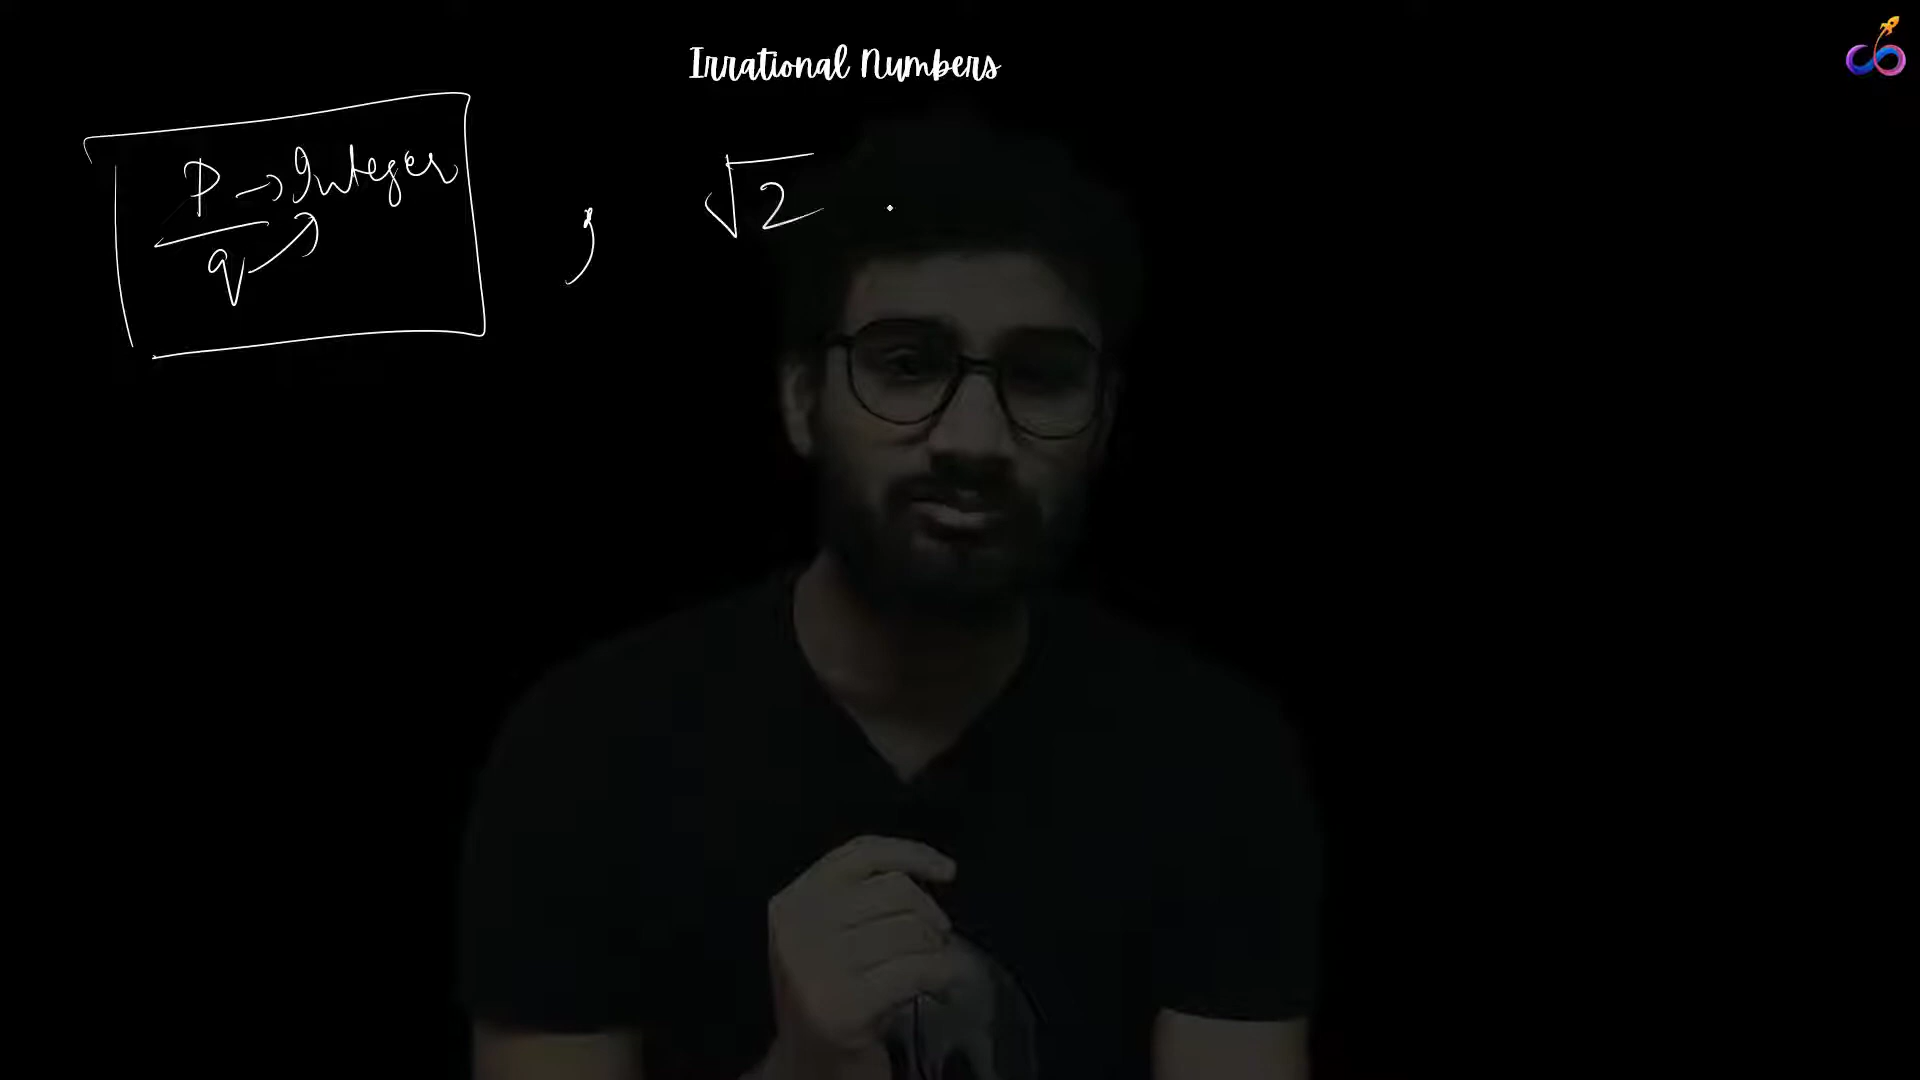 Irrational Numbers
P → Integer
q
, √2 .